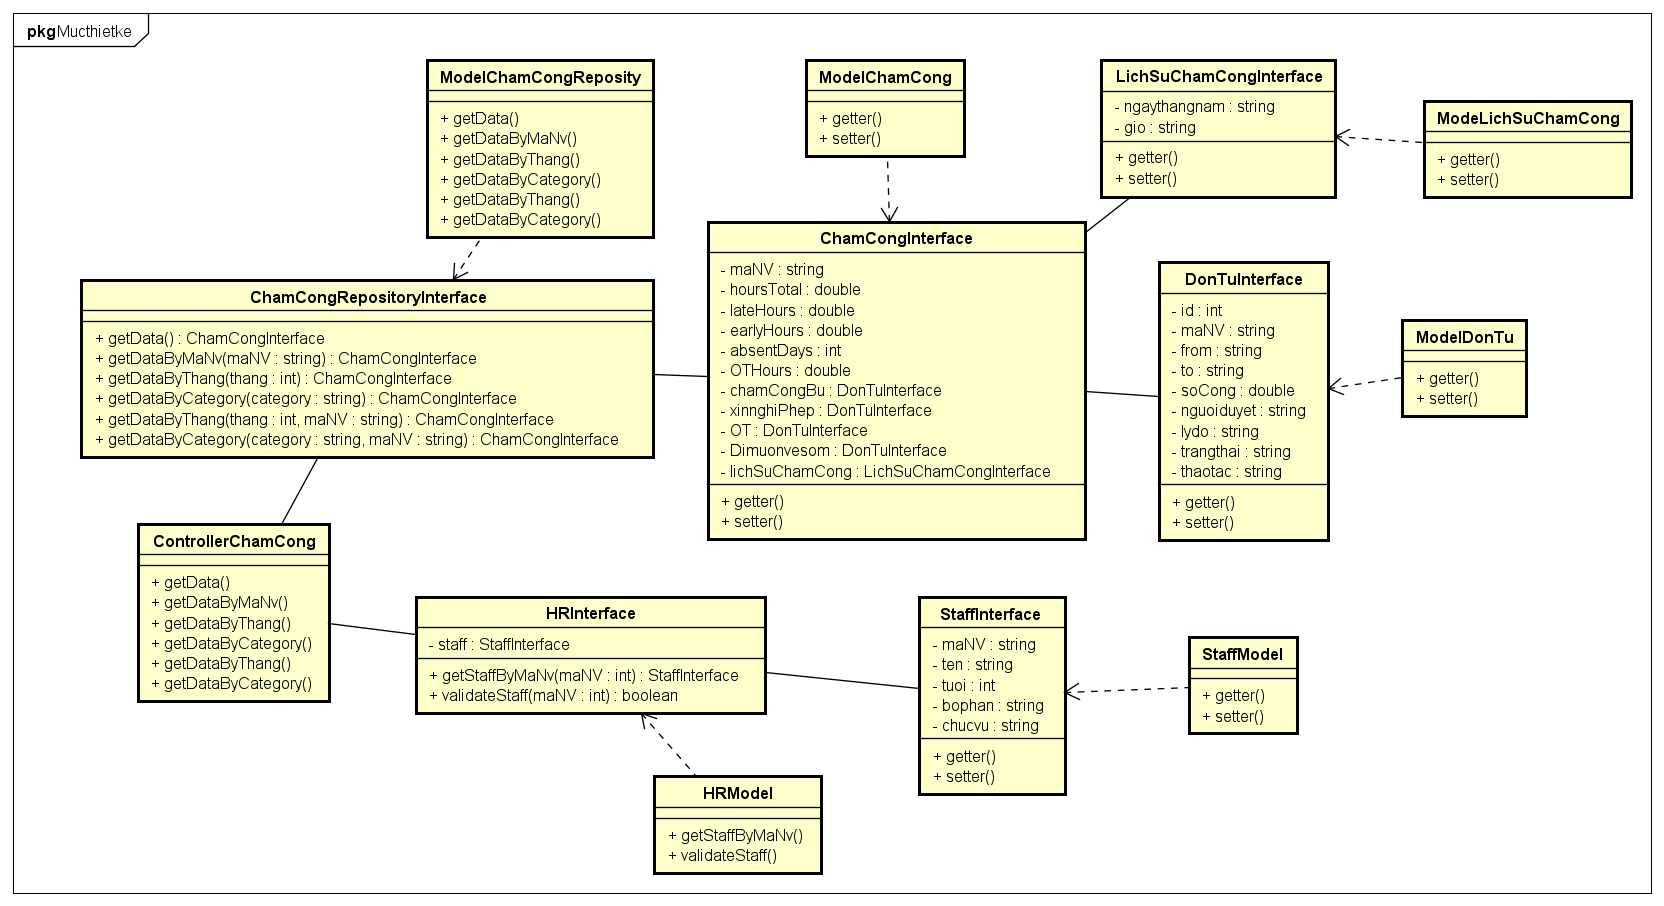 pkg Mucthietke
ModelChamCongReposity
+ getData()
+ getDataByMaNv()
+ getDataByThang()
+ getDataByCategory()
+ getDataByThang()
+ getDataByCategory()
ModelChamCong
+ getter()
+ setter()
LichSuChamCongInterface
- ngaythangnam : string
- gio : string
+ getter()
+ setter()
ModeLichSuChamCong
+ getter()
+ setter()
ChamCongRepositoryInterface
+ getData() : ChamCongInterface
+ getDataByMaNv(maNV : string) : ChamCongInterface
+ getDataByThang(thang : int) : ChamCongInterface
+ getDataByCategory(category : string) : ChamCongInterface
+ getDataByThang(thang : int, maNV : string) : ChamCongInterface
+ getDataByCategory(category : string, maNV : string) : ChamCongInterface
ChamCongInterface
- maNV : string
- hoursTotal : double
- lateHours : double
- earlyHours : double
- absentDays : int
- OTHours : double
- chamCongBu : DonTuInterface
- xinnghiPhep : DonTuInterface
- OT : DonTuInterface
- Dimuonvesom : DonTuInterface
- lichSuChamCong : LichSuChamCongInterface
+ getter()
+ setter()
DonTuInterface
- id : int
- maNV : string
- from : string
- to : string
- soCong : double
- nguoiduyet : string
- lydo : string
- trangthai : string
- thaotac : string
+ getter()
+ setter()
ModelDonTu
+ getter()
+ setter()
ControllerChamCong
+ getData()
+ getDataByMaNv()
+ getDataByThang()
+ getDataByCategory()
+ getDataByThang()
+ getDataByCategory()
HRInterface
- staff : StaffInterface
+ getStaffByMaNv(maNV : int) : StaffInterface
+ validateStaff(maNV : int) : boolean
StaffInterface
- maNV : string
- ten : string
- tuoi : int
- bophan : string
- chucvu : string
+ getter()
+ setter()
StaffModel
+ getter()
+ setter()
HRModel
+ getStaffByMaNv()
+ validateStaff()